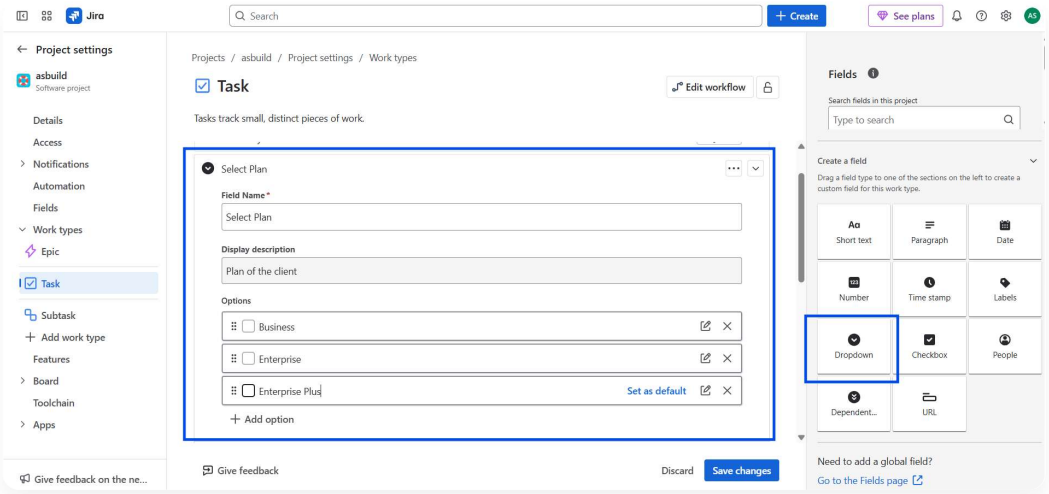 Jira
Search
+ Create
See plans
AS
Project settings
asbuild
Software project
Details
Access
Notifications
Automation
Fields
Work types
Epic
Task
Subtask
+ Add work type
Features
Board
Toolchain
Apps
Give feedback on the ne...
Projects / asbuild / Project settings / Work types
Task
Edit workflow
Tasks track small, distinct pieces of work.
Select Plan
Field Name*
Select Plan
Display description
Plan of the client
Options
Business
Enterprise
Enterprise Plus
Set as default
+ Add option
Give feedback
Discard
Save changes
Fields
Search fields in this project
Type to search
Create a field
Drag a field type to one of the sections on the left to create a
custom field for this work type.
Aa
Short text
Paragraph
Date
123
Number
Time stamp
Labels
Dropdown
Checkbox
People
Dependent...
URL
Need to add a global field?
Go to the Fields page